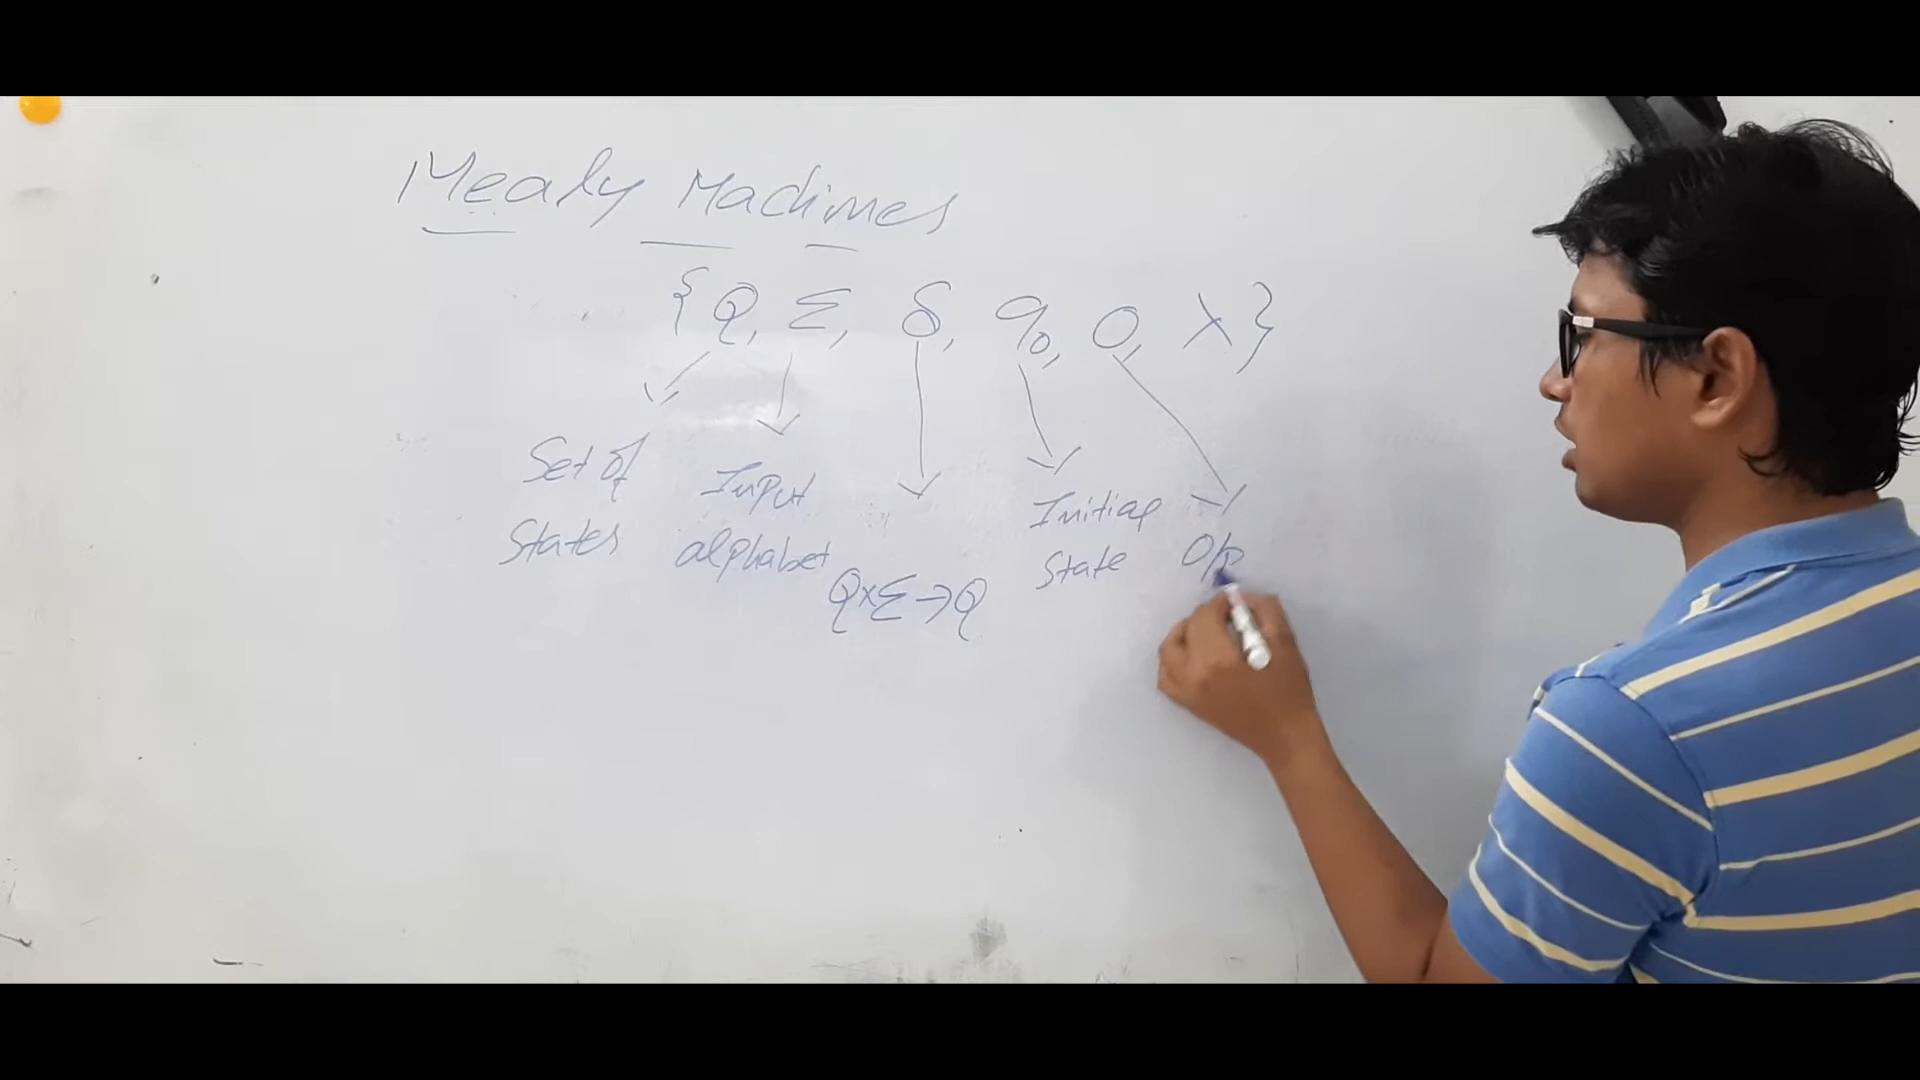 Mealy Machines
{Q, Σ, δ, q0, O, λ}
Set of States
Input alphabet
Q×Σ→Q
Initial State
O/P